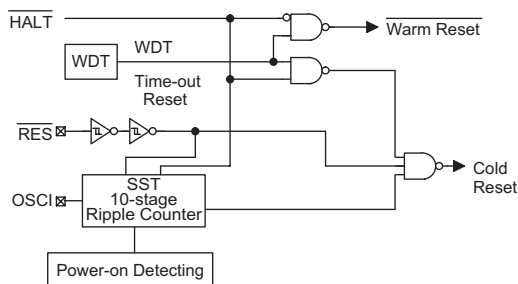 HALT
WDT
WDT
Time-out
Reset
Warm Reset
RES
OSCI
SST
10-stage
Ripple Counter
Cold
Reset
Power-on Detecting